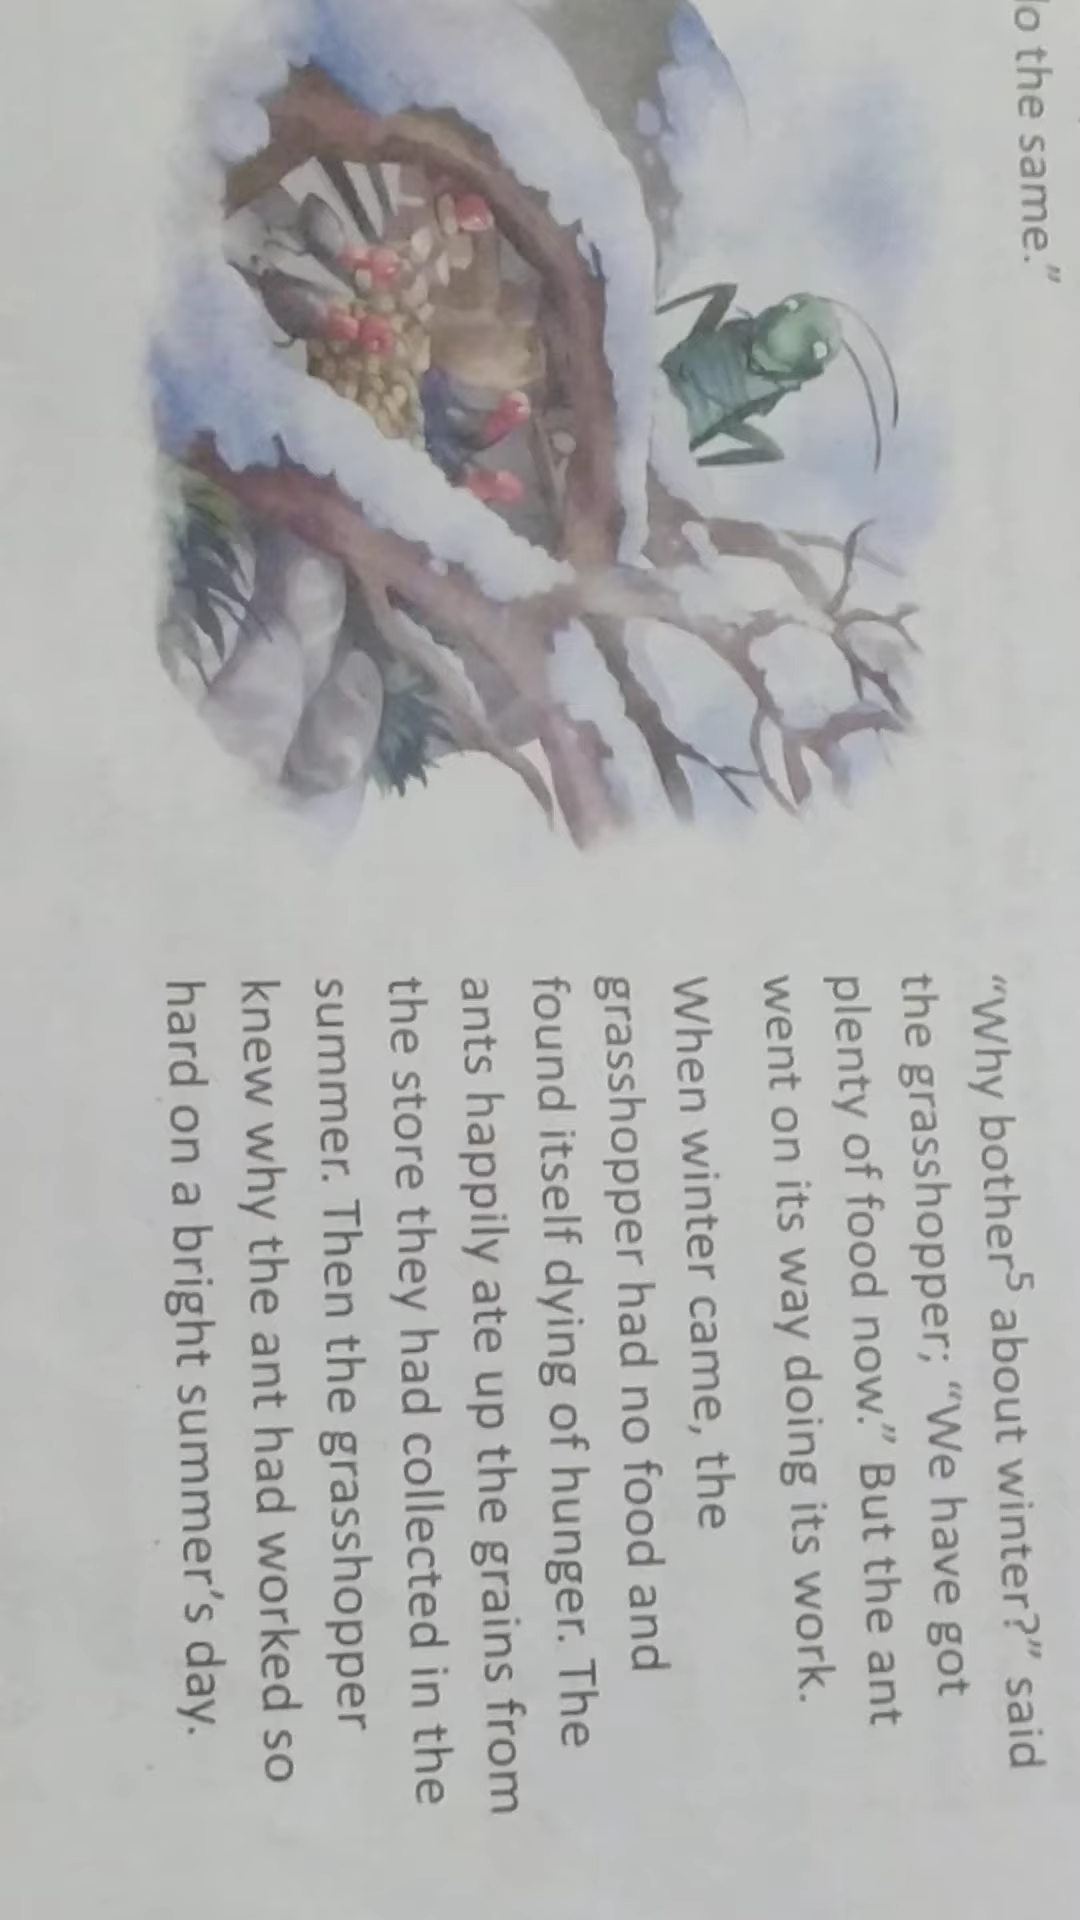 the same.”
“Why bother5 about winter?” said
the grasshopper; “We have got
plenty of food now.” But the ant
went on its way doing its work.
When winter came, the
grasshopper had no food and
found itself dying of hunger. The
ants happily ate up the grains from
the store they had collected in the
summer. Then the grasshopper
knew why the ant had worked so
hard on a bright summer’s day.